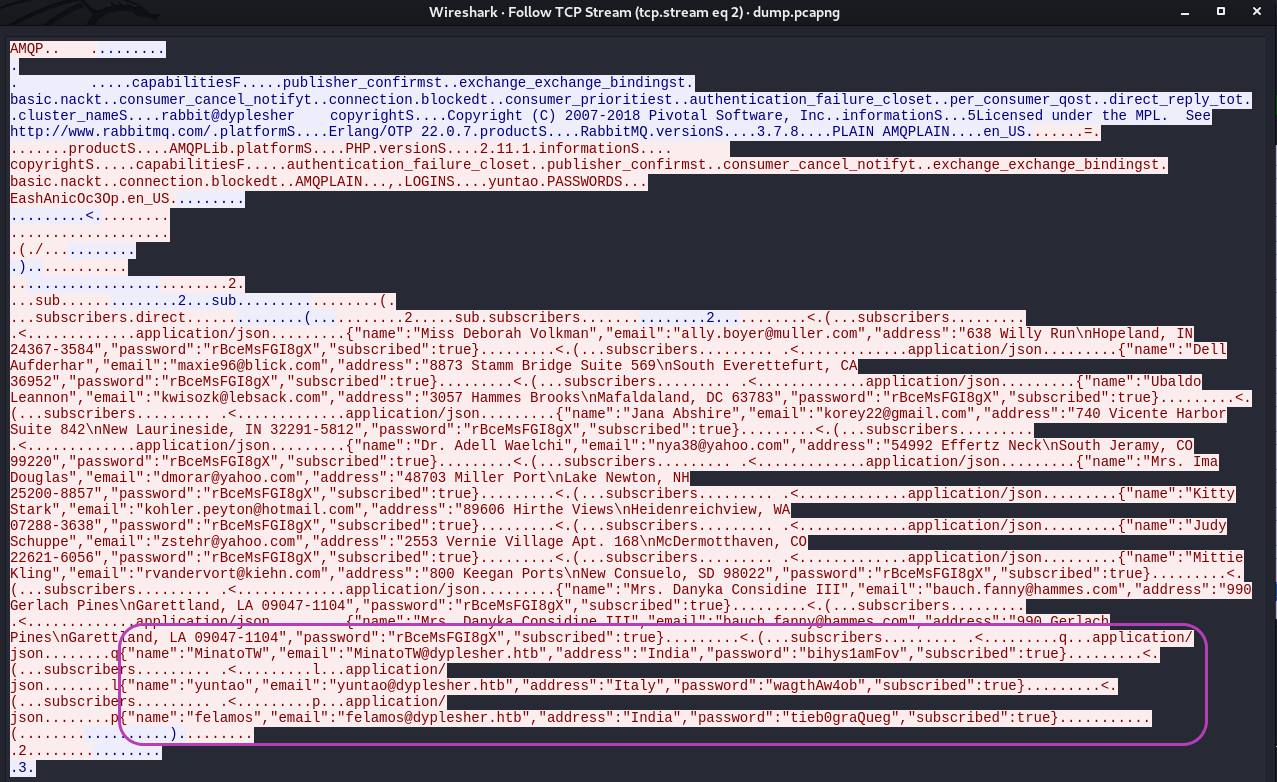 Wireshark · Follow TCP Stream (tcp.stream eq 2) · dump.pcapng
AMQP.. .........
.
. .....capabilitiesF.....publisher_confirmst..exchange_exchange_bindingst.
basic.nackt..consumer_cancel_notifyt..connection.blockedt..consumer_prioritiest..authentication_failure_closet..per_consumer_qost..direct_reply_tot.
.cluster_nameS....rabbit@dyplesher copyrightS....Copyright (C) 2007-2018 Pivotal Software, Inc..informationS...5Licensed under the MPL. See
http://www.rabbitmq.com/.platformS....Erlang/OTP 22.0.7.productS....RabbitMQ.versionS....3.7.8....PLAIN AMQPLAIN....en_US.......=.
.......productS....AMQPLib.platformS....PHP.versionS....2.11.1.informationS....
copyrightS.....capabilitiesF.....authentication_failure_closet..publisher_confirmst..consumer_cancel_notifyt..exchange_exchange_bindingst.
basic.nackt..connection.blockedt..AMQPLAIN...,.LOGINS....yuntao.PASSWORDS...
EashAnicOc3Op.en_US.........
.........<.........
...................
.(./...........
.)............
...........................2.
...sub..............2...sub.................(.
...subscribers.direct..............(...........2.....sub.subscribers...............2............<.(...subscribers.........
.<.............application/json.........{"name":"Miss Deborah Volkman","email":"ally.boyer@muller.com","address":"638 Willy Run\nHopeland, IN
24367-3584","password":"rBceMsFGI8gX","subscribed":true}.........<.(...subscribers......... .<.............application/json.........{"name":"Dell
Aufderhar","email":"maxie96@blick.com","address":"8873 Stamm Bridge Suite 569\nSouth Everettefurt, CA
36952","password":"rBceMsFGI8gX","subscribed":true}.........<.(...subscribers......... .<.............application/json.........{"name":"Ubaldo
Leannon","email":"kwisozk@lebsack.com","address":"3057 Hammes Brooks\nMafaldaland, DC 63783","password":"rBceMsFGI8gX","subscribed":true}.........<.
(...subscribers......... .<.............application/json.........{"name":"Jana Abshire","email":"korey22@gmail.com","address":"740 Vicente Harbor
Suite 842\nNew Laurineside, IN 32291-5812","password":"rBceMsFGI8gX","subscribed":true}.........<.(...subscribers.........
.<.............application/json.........{"name":"Dr. Adell Waelchi","email":"nya38@yahoo.com","address":"54992 Effertz Neck\nSouth Jeramy, CO
99220","password":"rBceMsFGI8gX","subscribed":true}.........<.(...subscribers......... .<.............application/json.........{"name":"Mrs. Ima
Douglas","email":"dmorar@yahoo.com","address":"48703 Miller Port\nLake Newton, NH
25200-8857","password":"rBceMsFGI8gX","subscribed":true}.........<.(...subscribers......... .<.............application/json.........{"name":"Kitty
Stark","email":"kohler.peyton@hotmail.com","address":"89606 Hirthe Views\nHeidenreichview, WA
07288-3638","password":"rBceMsFGI8gX","subscribed":true}.........<.(...subscribers......... .<.............application/json.........{"name":"Judy
Schuppe","email":"zstehr@yahoo.com","address":"2553 Vernie Village Apt. 168\nMcDermotthaven, CO
22621-6056","password":"rBceMsFGI8gX","subscribed":true}.........<.(...subscribers......... .<.............application/json.........{"name":"Mittie
Kling","email":"rvandervort@kiehn.com","address":"800 Keegan Ports\nNew Consuelo, SD 98022","password":"rBceMsFGI8gX","subscribed":true}.........<.
(...subscribers......... .<.............application/json.........{"name":"Mrs. Danyka Considine III","email":"bauch.fanny@hammes.com","address":"990
Gerlach Pines\nGarettland, LA 09047-1104","password":"rBceMsFGI8gX","subscribed":true}.........<.(...subscribers.........
.<.............application/json.........{"name":"Mrs. Danyka Considine III","email":"bauch.fanny@hammes.com","address":"990 Gerlach
Pines\nGarettland, LA 09047-1104","password":"rBceMsFGI8gX","subscribed":true}.........<.(...subscribers......... .<.........q...application/
json........q{"name":"MinatoTW","email":"MinatoTW@dyplesher.htb","address":"India","password":"bihys1amFov","subscribed":true}.........<.
(...subscribers......... .<.........l...application/
json........l{"name":"yuntao","email":"yuntao@dyplesher.htb","address":"Italy","password":"wagthAw4ob","subscribed":true}.........<.
(...subscribers......... .<.........p...application/
json........p{"name":"felamos","email":"felamos@dyplesher.htb","address":"India","password":"tieb0graQueg","subscribed":true}...........
(..................).........
.2................
.3.